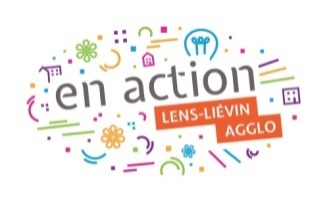 en action
LENS-LIÉVIN
AGGLO